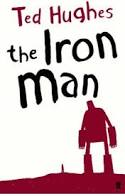 Ted Hughes
the Iron
man